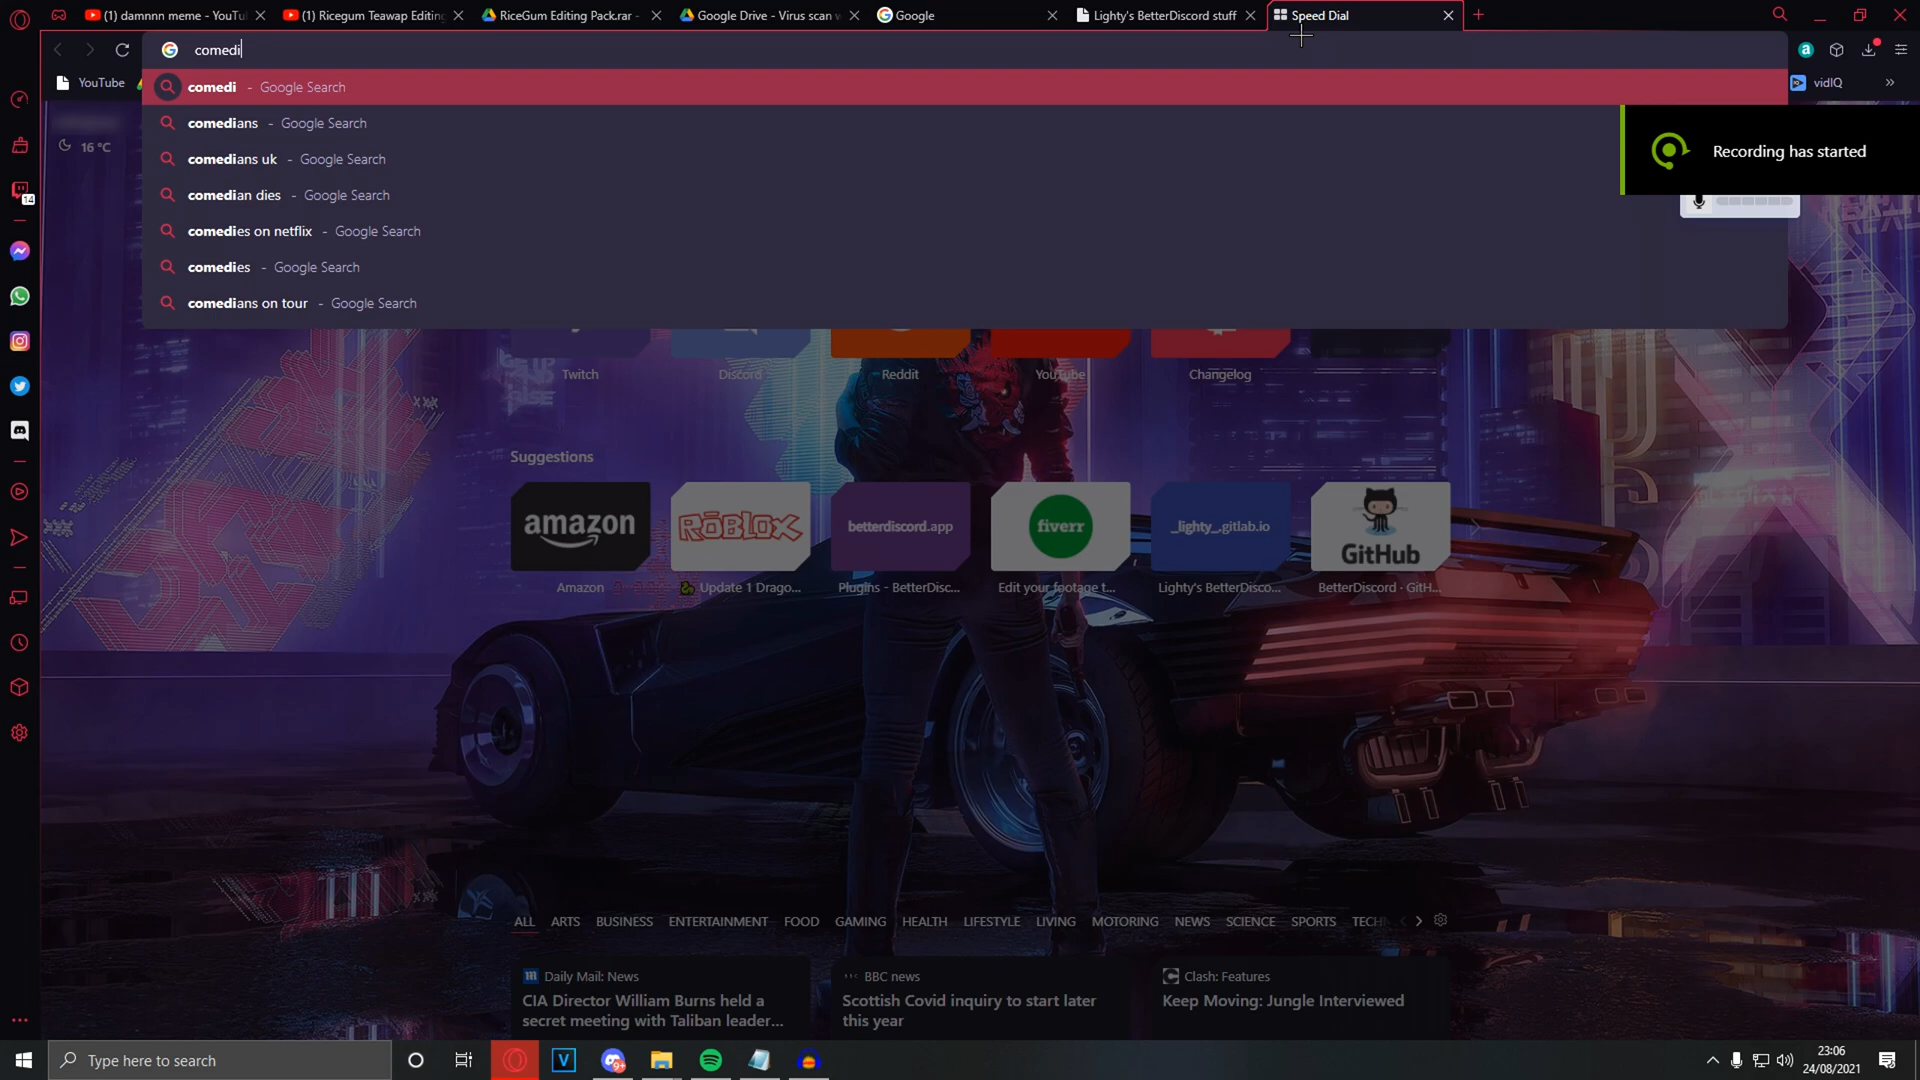 (1) damnnn meme - YouTu
(1) Ricegum Teawap Editing
RiceGum Editing Pack.rar -
Google Drive - Virus scan w
Google
Lighty's BetterDiscord stuff
Speed Dial
comedi
YouTube
vidIQ
comedi - Google Search
comedians - Google Search
comedians uk - Google Search
comedian dies - Google Search
comedies on netflix - Google Search
comedies - Google Search
comedians on tour - Google Search
Recording has started
16 °C
14
Twitch
Discord
Reddit
YouTube
Changelog
Suggestions
amazon
ROBLOX
betterdiscord.app
fiverr
_lighty_.gitlab.io
GitHub
Amazon
Update 1 Drago...
Plugins - BetterDisc...
Edit your footage t...
Lighty's BetterDisco...
BetterDiscord · GitH...
ALL ARTS BUSINESS ENTERTAINMENT FOOD GAMING HEALTH LIFESTYLE LIVING MOTORING NEWS SCIENCE SPORTS TECH
Daily Mail: News
CIA Director William Burns held a
secret meeting with Taliban leader...
BBC news
Scottish Covid inquiry to start later
this year
Clash: Features
Keep Moving: Jungle Interviewed
Type here to search
9+
23:06
24/08/2021